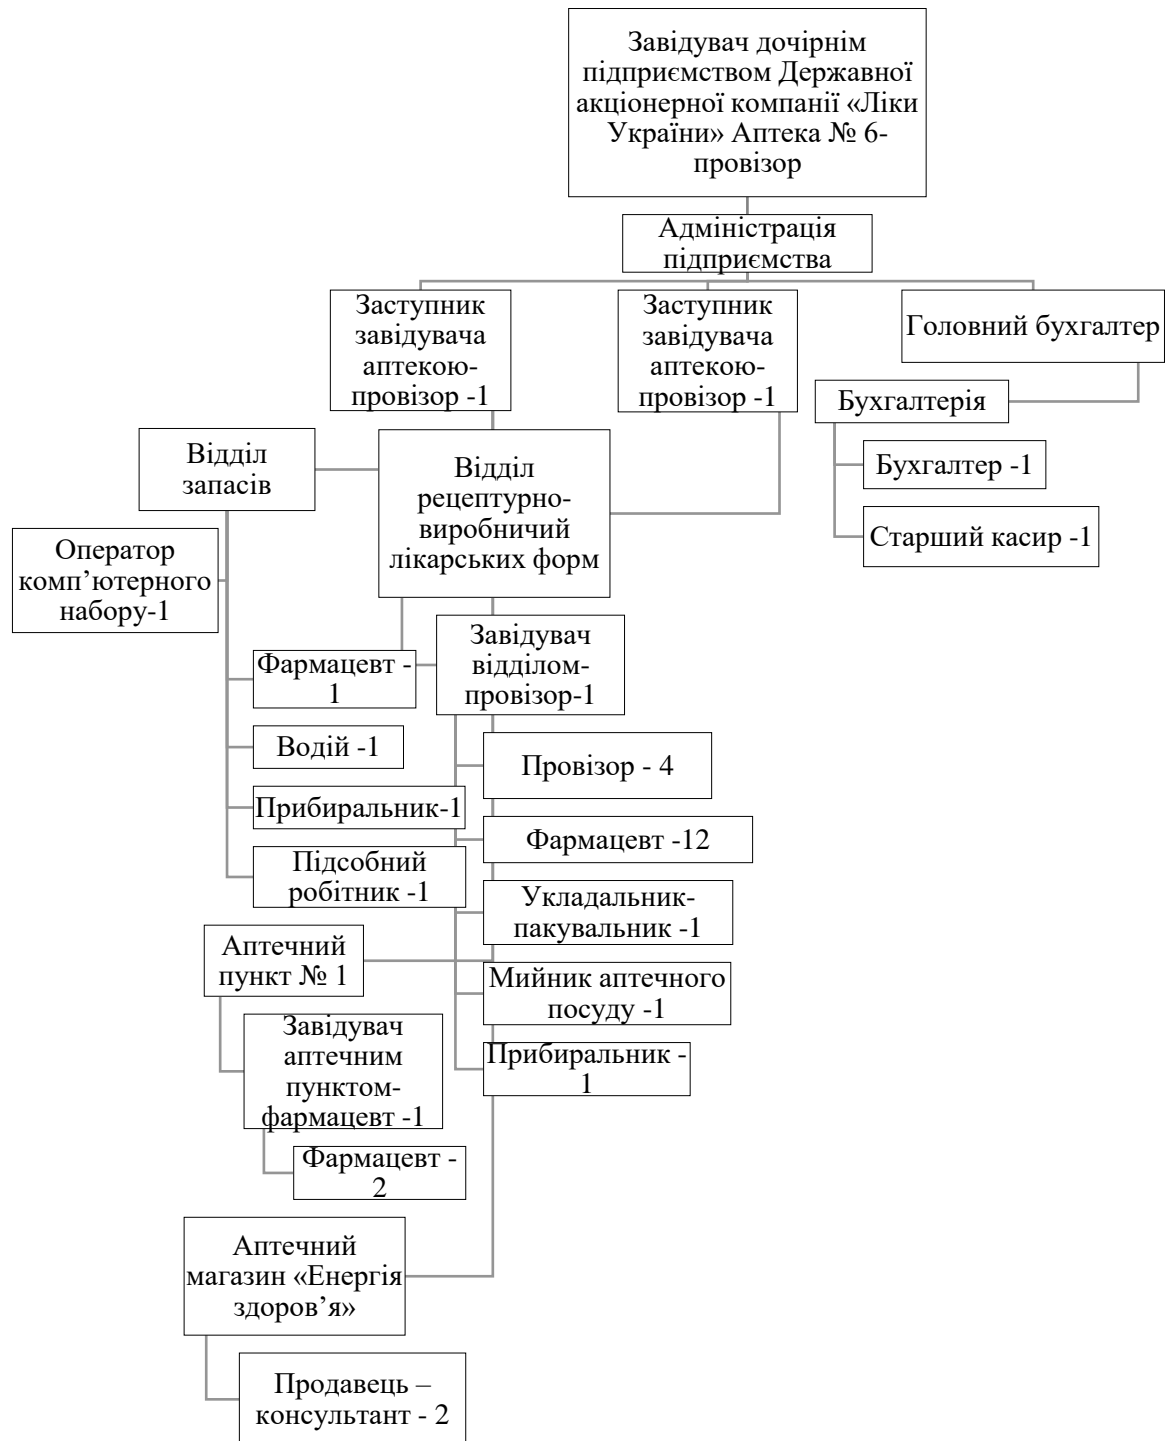 Завідувач дочірнім
підприємством Державної
акціонерної компанії «Ліки
України» Аптека № 6-
провізор
Адміністрація
підприємства
Заступник
завідувача
аптекою-
провізор -1
Заступник
завідувача
аптекою-
провізор -1
Головний бухгалтер
Бухгалтерія
Бухгалтер -1
Старший касир -1
Відділ
запасів
Відділ
рецептурно-
виробничий
лікарських форм
Оператор
комп’ютерного
набору-1
Фармацевт -
1
Водій -1
Прибиральник-1
Підсобний
робітник -1
Завідувач
відділом-
провізор-1
Провізор - 4
Фармацевт -12
Укладальник-
пакувальник -1
Мийник аптечного
посуду -1
Прибиральник -
1
Аптечний
пункт № 1
Завідувач
аптечним
пунктом-
фармацевт -1
Фармацевт -
2
Аптечний
магазин «Енергія
здоров’я»
Продавець –
консультант - 2